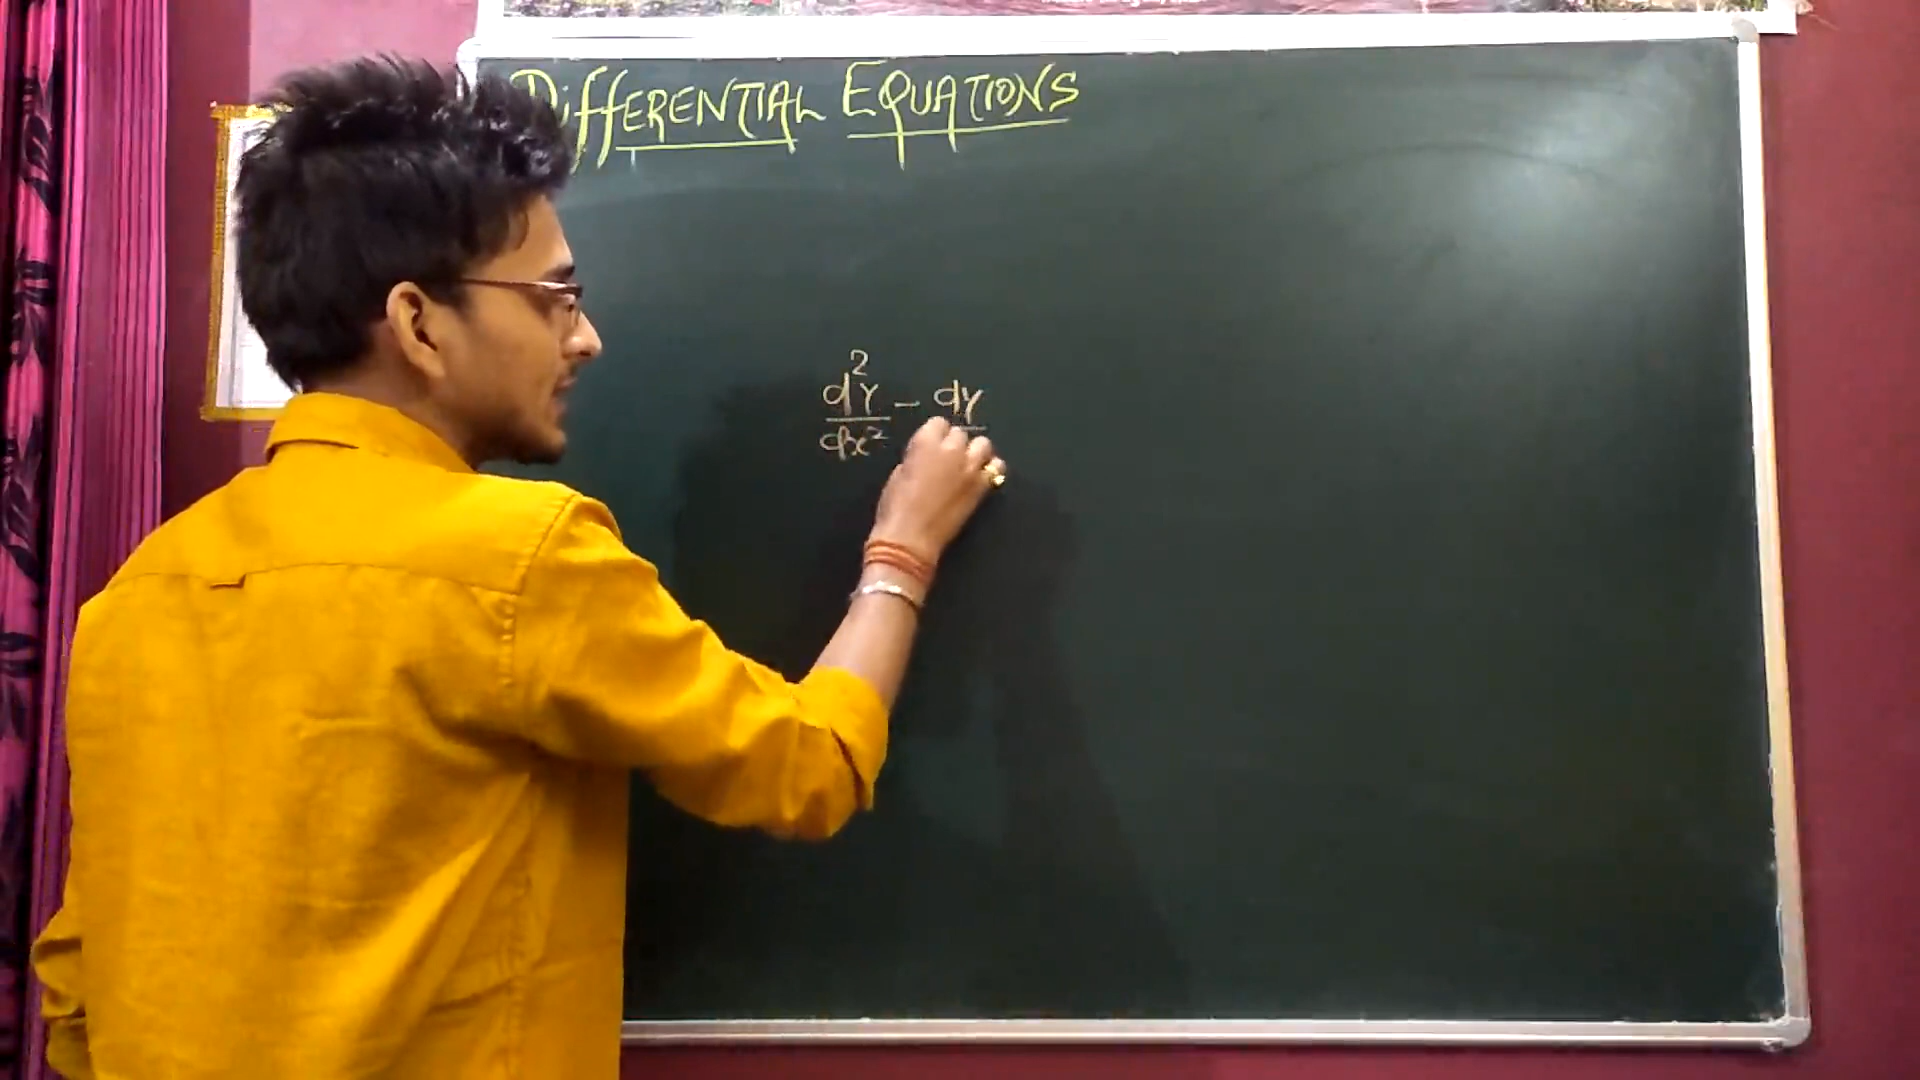 DiffERENTIAL EQUATIONS
d²y/dx² - dy